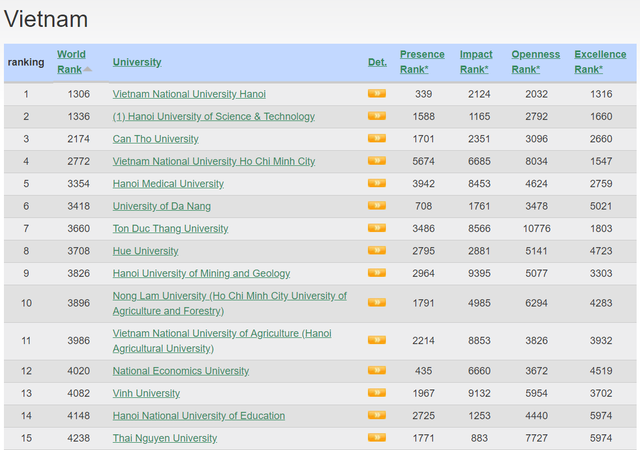 Vietnam
ranking World Rank University Det. Presence Rank* Impact Rank* Openness Rank* Excellence Rank*
1 1306 Vietnam National University Hanoi 339 2124 2032 1316
2 1336 (1) Hanoi University of Science & Technology 1588 1165 2792 1660
3 2174 Can Tho University 1701 2351 3096 2660
4 2772 Vietnam National University Ho Chi Minh City 5674 6685 8034 1547
5 3354 Hanoi Medical University 3942 8453 4624 2759
6 3418 University of Da Nang 708 1761 3478 5021
7 3660 Ton Duc Thang University 3486 8566 10776 1803
8 3708 Hue University 2795 2881 5141 4723
9 3826 Hanoi University of Mining and Geology 2964 9395 5077 3303
10 3896 Nong Lam University (Ho Chi Minh City University of Agriculture and Forestry) 1791 4985 6294 4283
11 3986 Vietnam National University of Agriculture (Hanoi Agricultural University) 2214 8853 3826 3932
12 4020 National Economics University 435 6660 3672 4519
13 4082 Vinh University 1967 9132 5954 3702
14 4148 Hanoi National University of Education 2725 1253 4440 5974
15 4238 Thai Nguyen University 1771 883 7727 5974